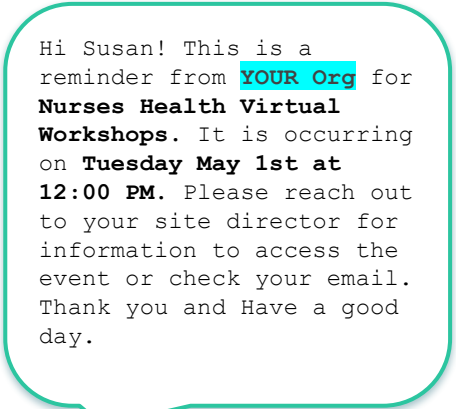 Hi Susan! This is a
reminder from YOUR Org for
Nurses Health Virtual
Workshops. It is occurring
on Tuesday May 1st at
12:00 PM. Please reach out
to your site director for
information to access the
event or check your email.
Thank you and Have a good
day.